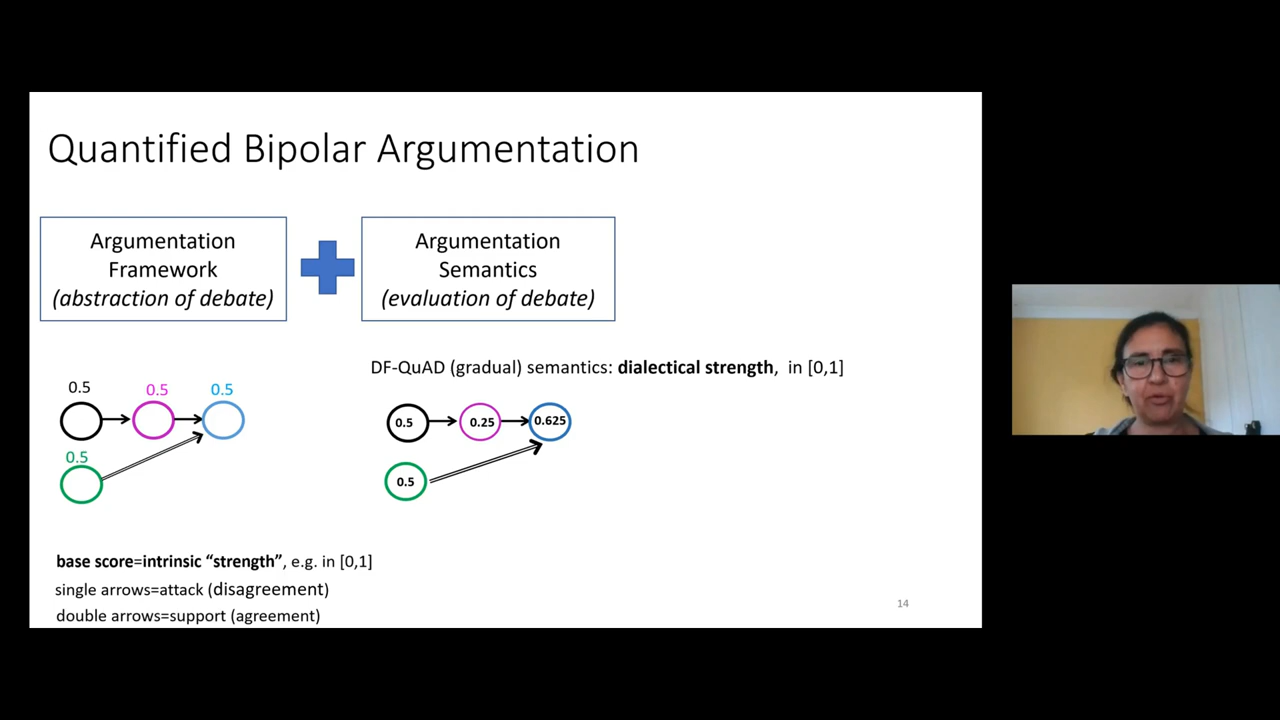 Quantified Bipolar Argumentation
Argumentation
Framework
(abstraction of debate)
Argumentation
Semantics
(evaluation of debate)
DF-QuAD (gradual) semantics: dialectical strength, in [0,1]
0.5
0.5
0.5
0.5
0.5
0.25
0.625
0.5
base score=intrinsic “strength”, e.g. in [0,1]
single arrows=attack (disagreement)
double arrows=support (agreement)
14